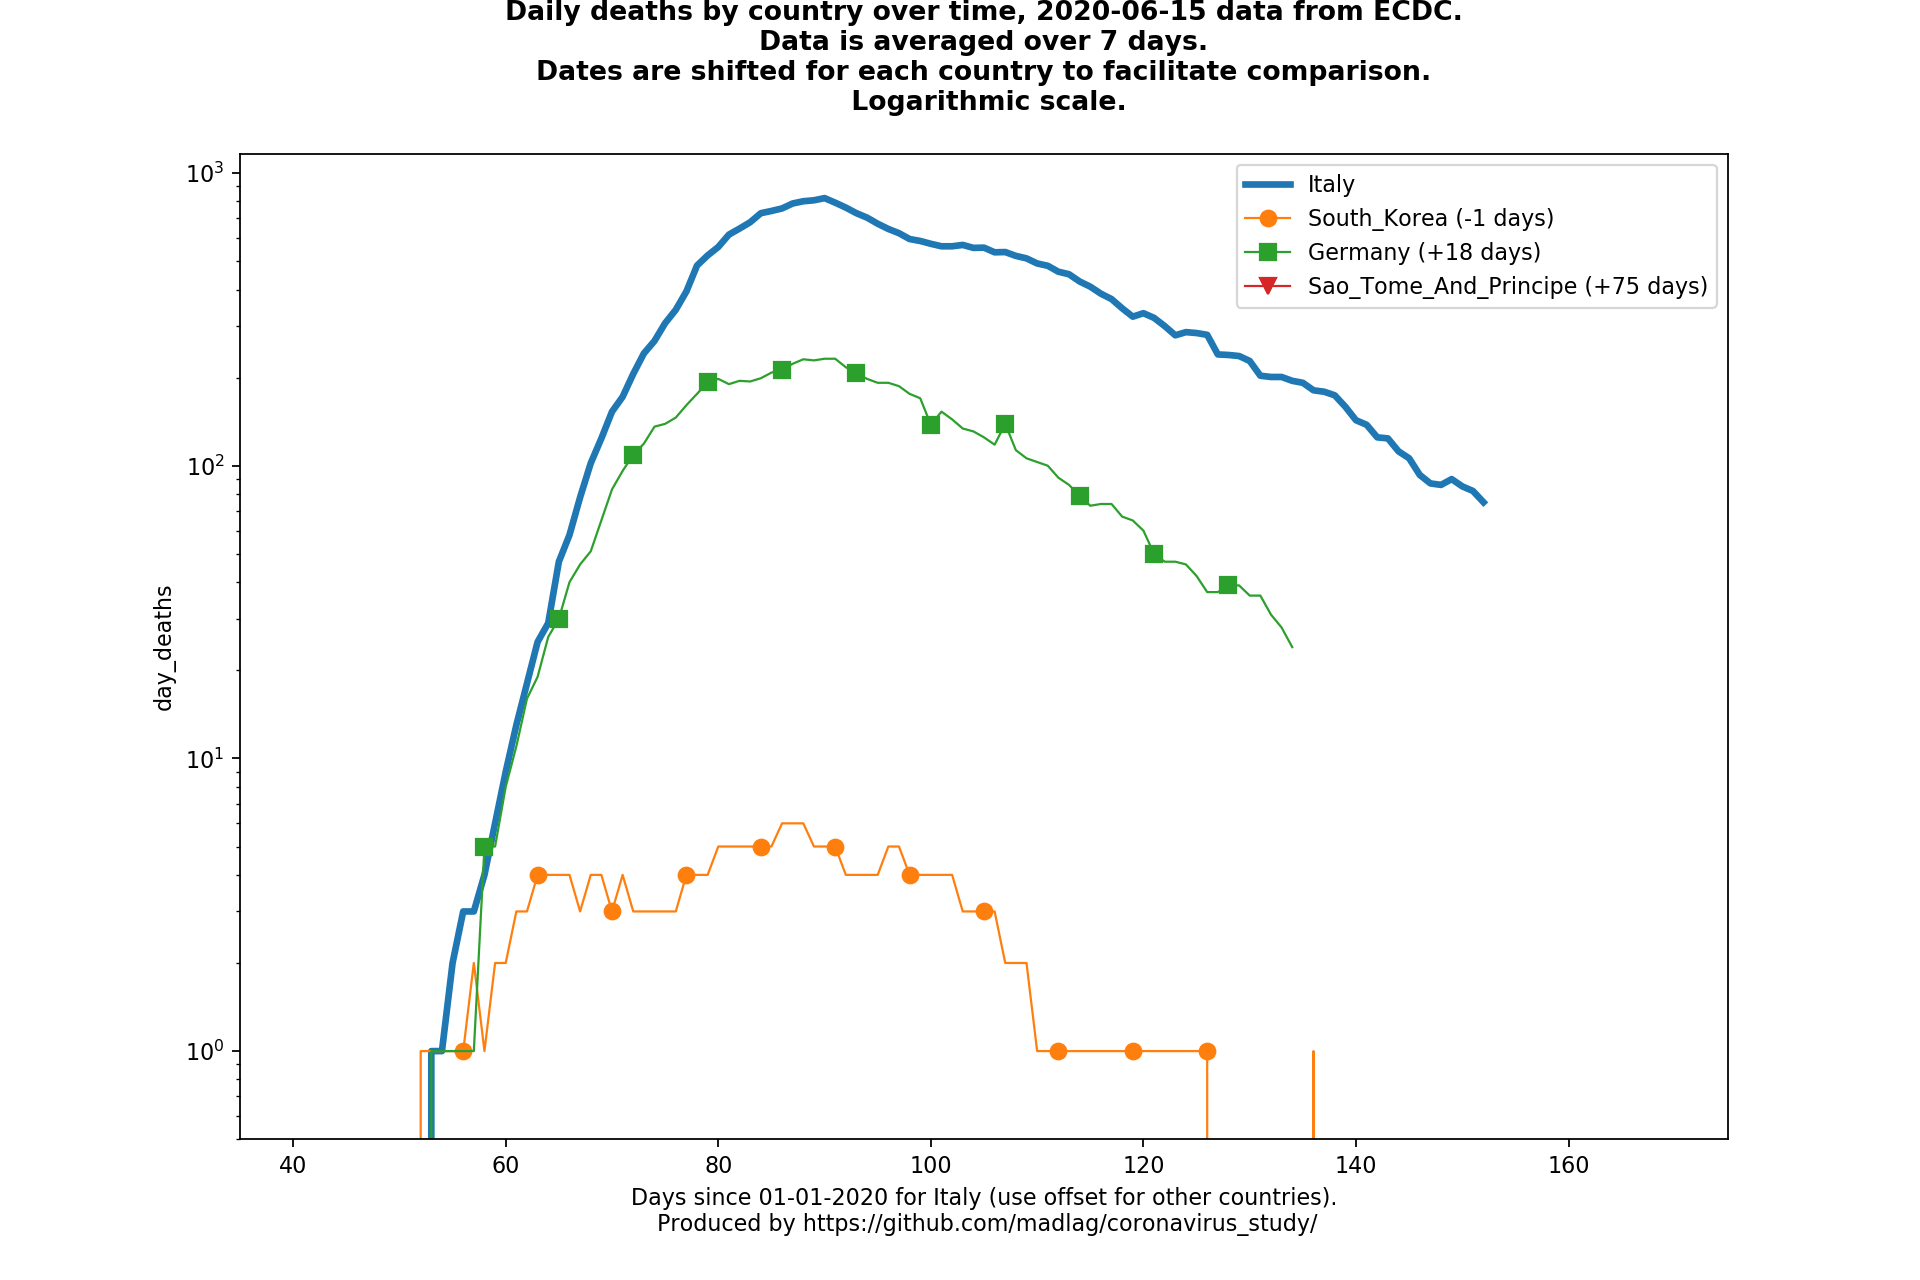 Daily deaths by country over time, 2020-06-15 data from ECDC.
Data is averaged over 7 days.
Dates are shifted for each country to facilitate comparison.
Logarithmic scale.
10³
10²
10¹
10⁰
day_deaths
Italy
South_Korea (-1 days)
Germany (+18 days)
Sao_Tome_And_Principe (+75 days)
40 60 80 100 120 140 160
Days since 01-01-2020 for Italy (use offset for other countries).
Produced by https://github.com/madlag/coronavirus_study/